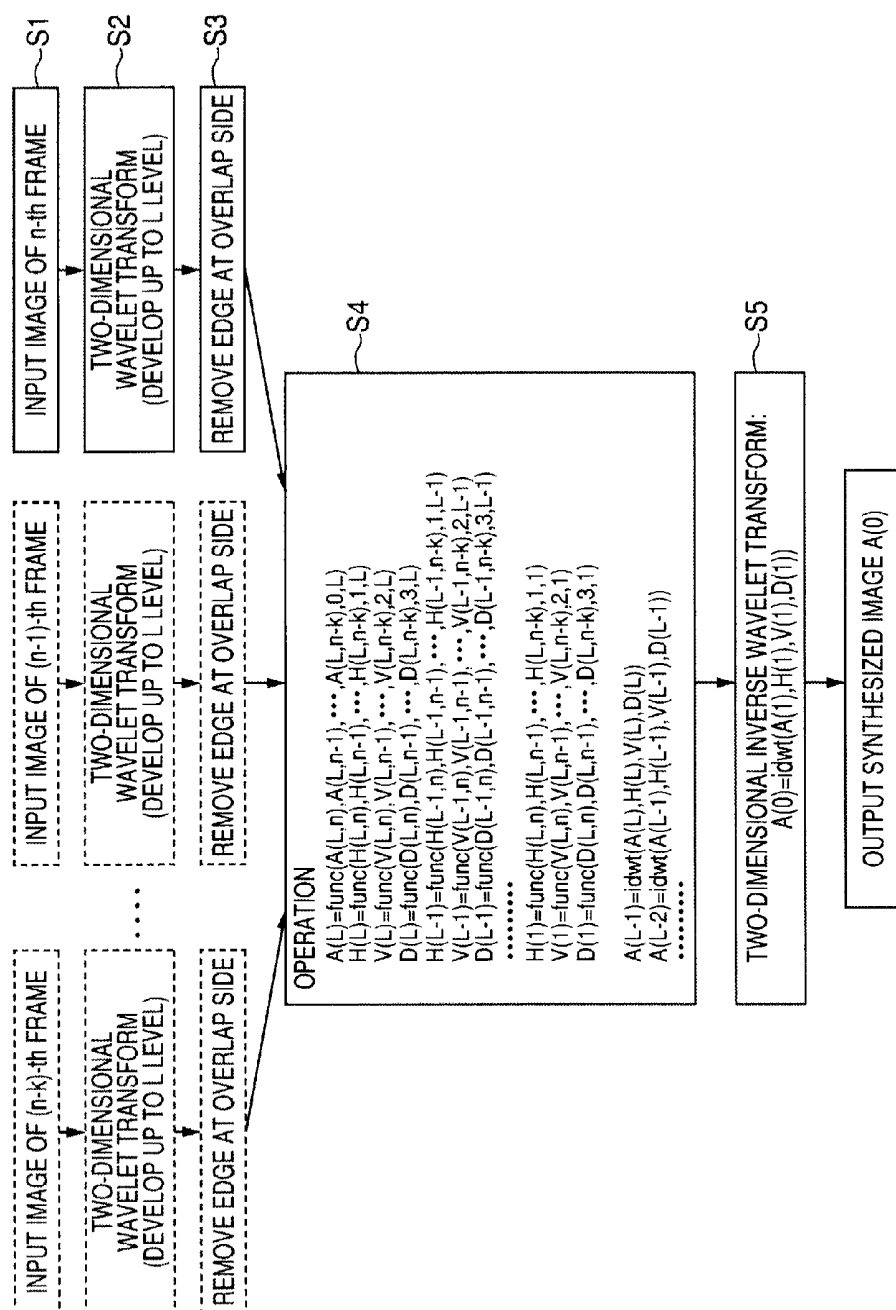 INPUT IMAGE OF (n-k)-th FRAME
TWO-DIMENSIONAL
WAVELET TRANSFORM
(DEVELOP UP TO L LEVEL)
REMOVE EDGE AT OVERLAP SIDE
....
INPUT IMAGE OF (n-1)-th FRAME
TWO-DIMENSIONAL
WAVELET TRANSFORM
(DEVELOP UP TO L LEVEL)
REMOVE EDGE AT OVERLAP SIDE
INPUT IMAGE OF n-th FRAME
S1
TWO-DIMENSIONAL
WAVELET TRANSFORM
(DEVELOP UP TO L LEVEL)
S2
REMOVE EDGE AT OVERLAP SIDE
S3
OPERATION
S4
A(L)=func(A(L,n),A(L,n-1),•••,A(L,n-k),0,L)
H(L)=func(H(L,n),H(L,n-1),•••,H(L,n-k),1,L)
V(L)=func(V(L,n),V(L,n-1),•••,V(L,n-k),2,L)
D(L)=func(D(L,n),D(L,n-1),•••,D(L,n-k),3,L)
H(L-1)=func(H(L-1,n),H(L-1,n-1),•••,H(L-1,n-k),1,L-1)
V(L-1)=func(V(L-1,n),V(L-1,n-1),•••,V(L-1,n-k),2,L-1)
D(L-1)=func(D(L-1,n),D(L-1,n-1),•••,D(L-1,n-k),3,L-1)
•••••••••
H(1)=func(H(L,n),H(L,n-1),•••,H(L,n-k),1,1)
V(1)=func(V(L,n),V(L,n-1),•••,V(L,n-k),2,1)
D(1)=func(D(L,n),D(L,n-1),•••,D(L,n-k),3,1)
A(L-1)=idwt(A(L),H(L),V(L),D(L))
A(L-2)=idwt(A(L-1),H(L-1),V(L-1),D(L-1))
•••••••••
TWO-DIMENSIONAL INVERSE WAVELET TRANSFORM:
A(0)=idwt(A(1),H(1),V(1),D(1))
S5
OUTPUT SYNTHESIZED IMAGE A(0)